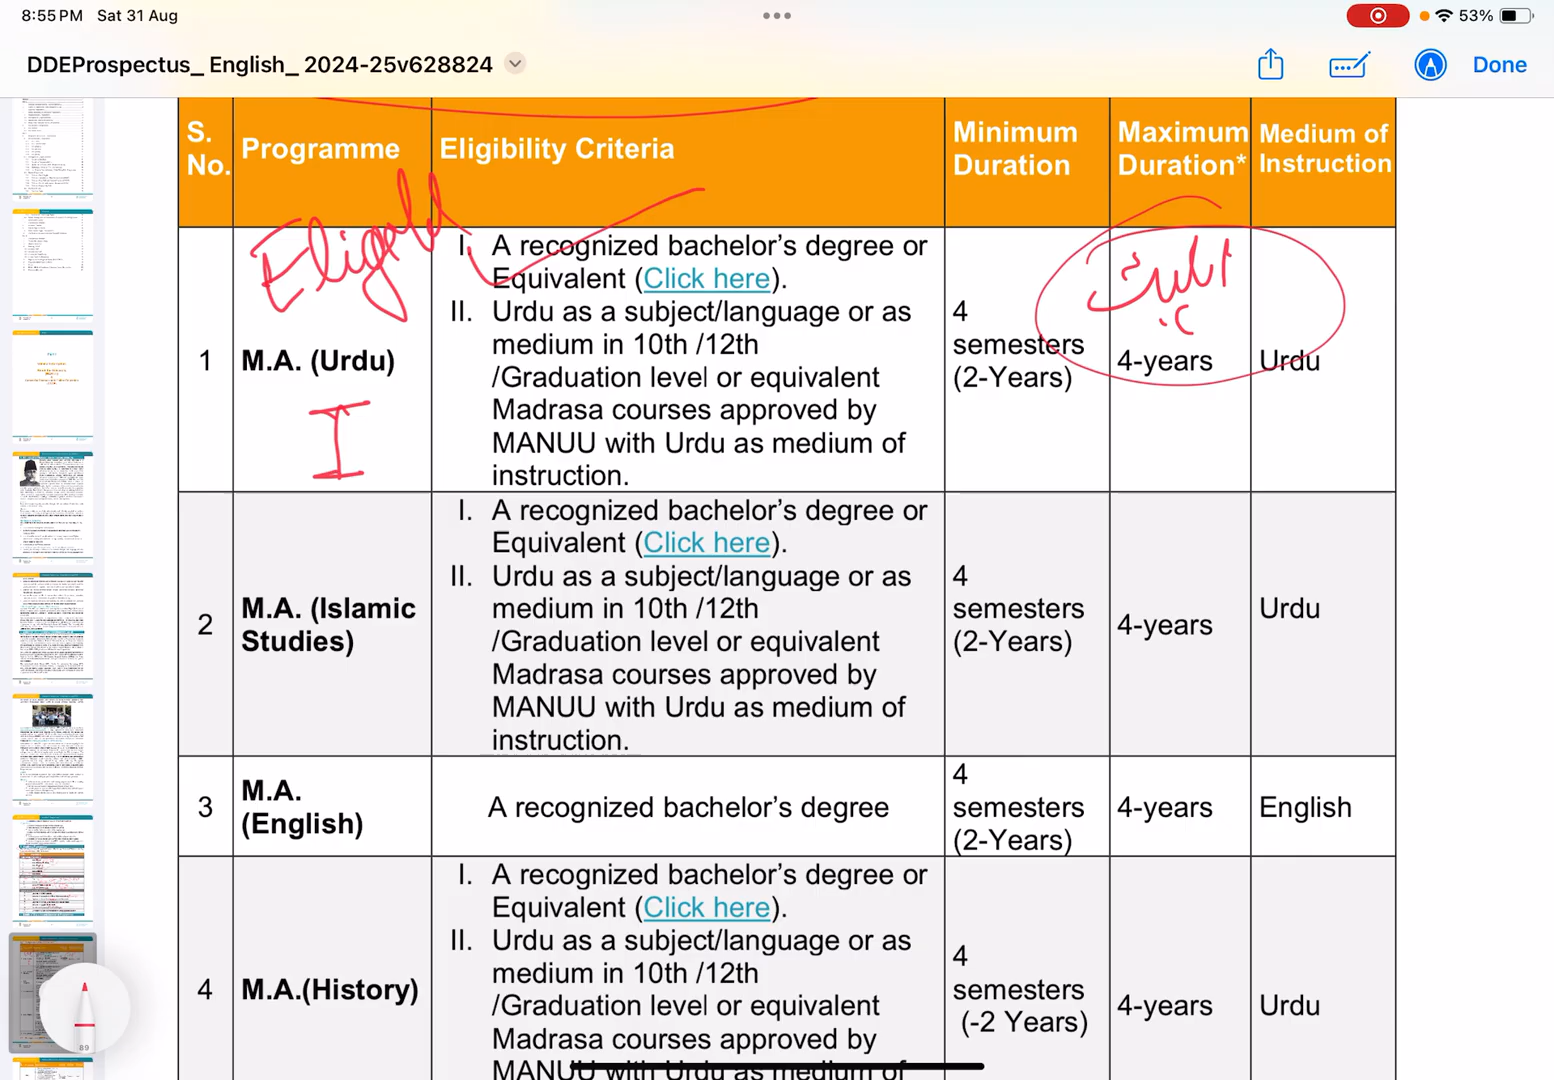 8:55 PM Sat 31 Aug
53%
DDEProspectus_ English_ 2024-25v628824
Done
S. No.
Programme
Eligibility Criteria
Minimum Duration
Maximum Duration*
Medium of Instruction
1
M.A. (Urdu)
I. A recognized bachelor’s degree or
Equivalent (Click here).
II. Urdu as a subject/language or as
medium in 10th /12th
/Graduation level or equivalent
Madrasa courses approved by
MANUU with Urdu as medium of
instruction.
4
semesters
(2-Years)
4-years
Urdu
I
2
M.A. (Islamic
Studies)
I. A recognized bachelor’s degree or
Equivalent (Click here).
II. Urdu as a subject/language or as
medium in 10th /12th
/Graduation level or equivalent
Madrasa courses approved by
MANUU with Urdu as medium of
instruction.
4
semesters
(2-Years)
4-years
Urdu
3
M.A.
(English)
A recognized bachelor’s degree
4
semesters
(2-Years)
4-years
English
4
M.A.(History)
I. A recognized bachelor’s degree or
Equivalent (Click here).
II. Urdu as a subject/language or as
medium in 10th /12th
/Graduation level or equivalent
Madrasa courses approved by
MANUU with Urdu as medium of
4
semesters
(-2 Years)
4-years
Urdu
89